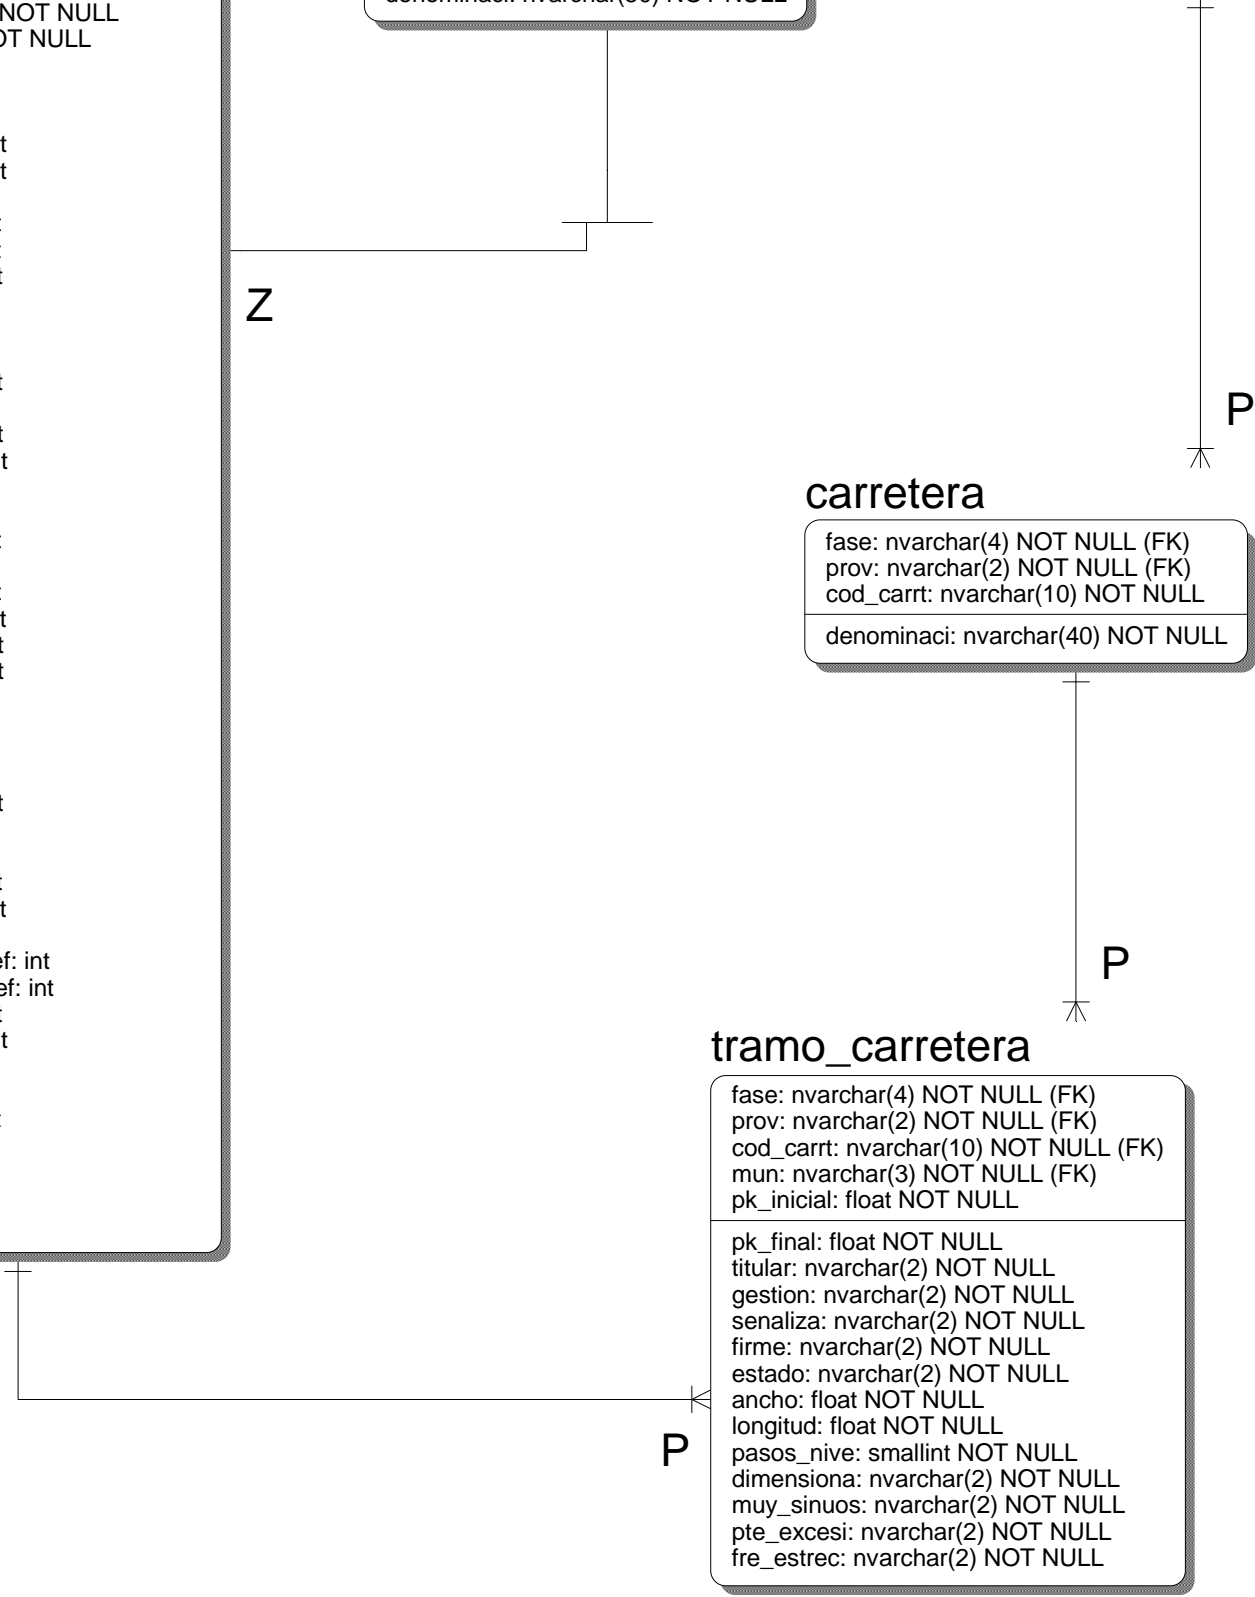 NOT NULL
NULL
NOT NULL
Z
P
ef: int
ef: int
carretera
fase: nvarchar(4) NOT NULL (FK)
prov: nvarchar(2) NOT NULL (FK)
cod_carrt: nvarchar(10) NOT NULL
denominaci: nvarchar(40) NOT NULL
P
tramo_carretera
fase: nvarchar(4) NOT NULL (FK)
prov: nvarchar(2) NOT NULL (FK)
cod_carrt: nvarchar(10) NOT NULL (FK)
mun: nvarchar(3) NOT NULL (FK)
pk_inicial: float NOT NULL
pk_final: float NOT NULL
titular: nvarchar(2) NOT NULL
gestion: nvarchar(2) NOT NULL
senaliza: nvarchar(2) NOT NULL
firme: nvarchar(2) NOT NULL
estado: nvarchar(2) NOT NULL
ancho: float NOT NULL
longitud: float NOT NULL
pasos_nive: smallint NOT NULL
dimensiona: nvarchar(2) NOT NULL
muy_sinuos: nvarchar(2) NOT NULL
pte_excesi: nvarchar(2) NOT NULL
fre_estrec: nvarchar(2) NOT NULL
P